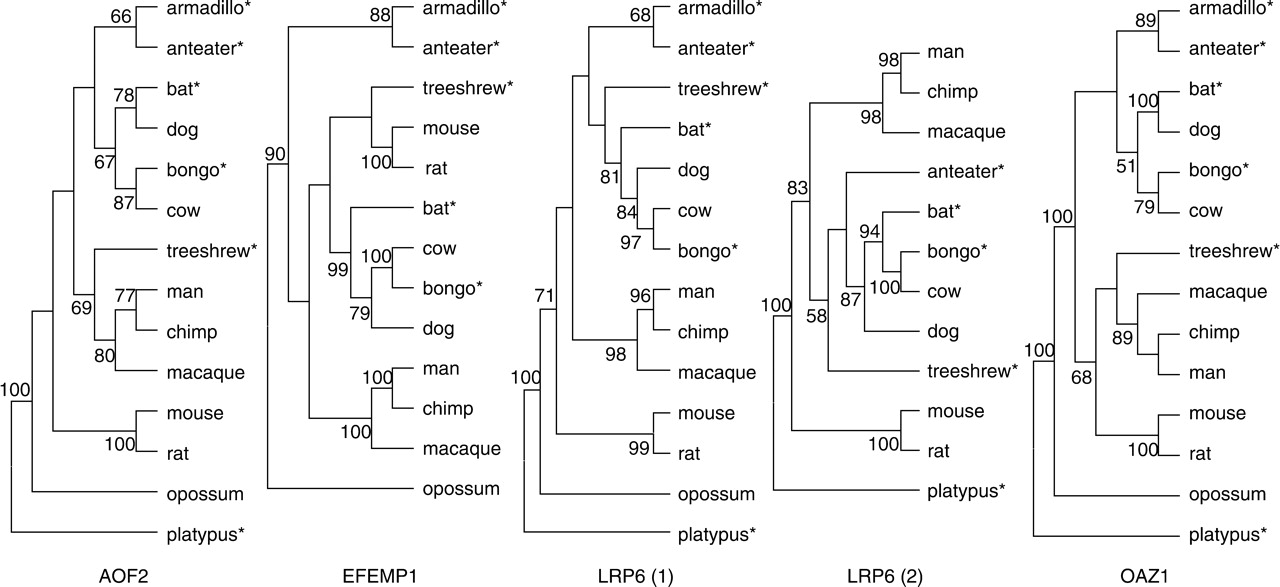 66
armadillo*
anteater*
78
bat*
dog
67
bongo*
87
cow
treeshrew*
77
man
69
chimp
80
macaque
100
mouse
100
rat
opossum
platypus*
AOF2
88
armadillo*
anteater*
treeshrew*
mouse
100
rat
90
bat*
cow
100
99
bongo*
79
dog
man
100
chimp
100
macaque
opossum
EFEMP1
68
armadillo*
anteater*
treeshrew*
bat*
81
dog
84
cow
97
bongo*
71
96
man
chimp
98
macaque
100
mouse
99
rat
opossum
platypus*
LRP6 (1)
98
man
chimp
98
macaque
anteater*
83
bat*
94
bongo*
100
cow
87
100
58
dog
treeshrew*
mouse
100
rat
platypus*
LRP6 (2)
89
armadillo*
anteater*
100
bat*
dog
51
bongo*
79
cow
100
treeshrew*
macaque
89
chimp
100
man
68
mouse
100
rat
opossum
platypus*
OAZ1